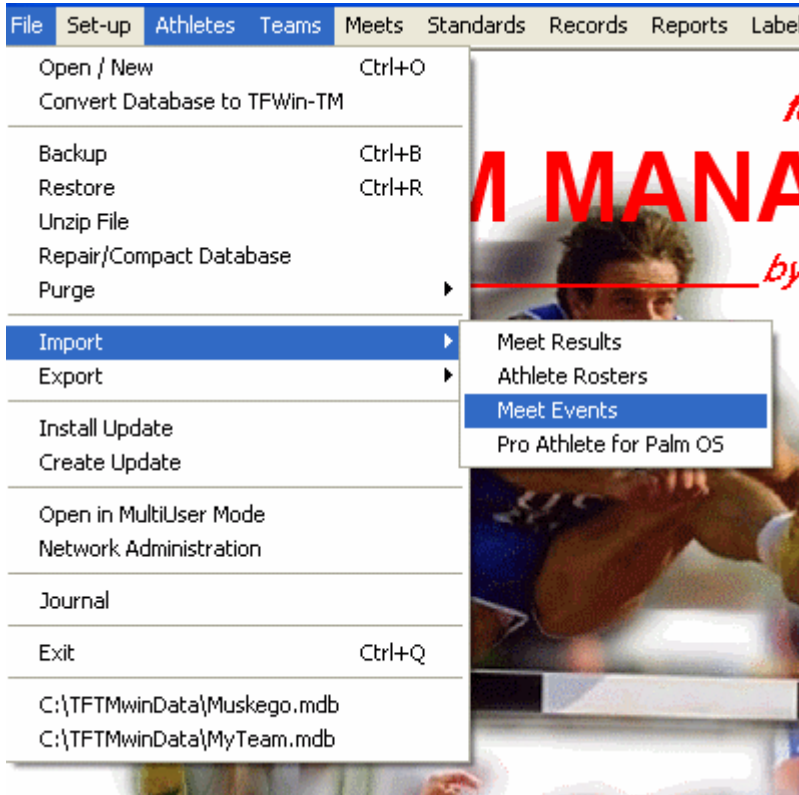 File Set-up Athletes Teams Meets Standards Records Reports
Open / New Ctrl+O
Convert Database to TFWin-TM
Backup Ctrl+B
Restore Ctrl+R
Unzip File
Repair/Compact Database
Purge
Import
Export
Meet Results
Athlete Rosters
Meet Events
Pro Athlete for Palm OS
Install Update
Create Update
Open in MultiUser Mode
Network Administration
Journal
Exit Ctrl+Q
C:\TFTMwinData\Muskego.mdb
C:\TFTMwinData\MyTeam.mdb
M MANA
by